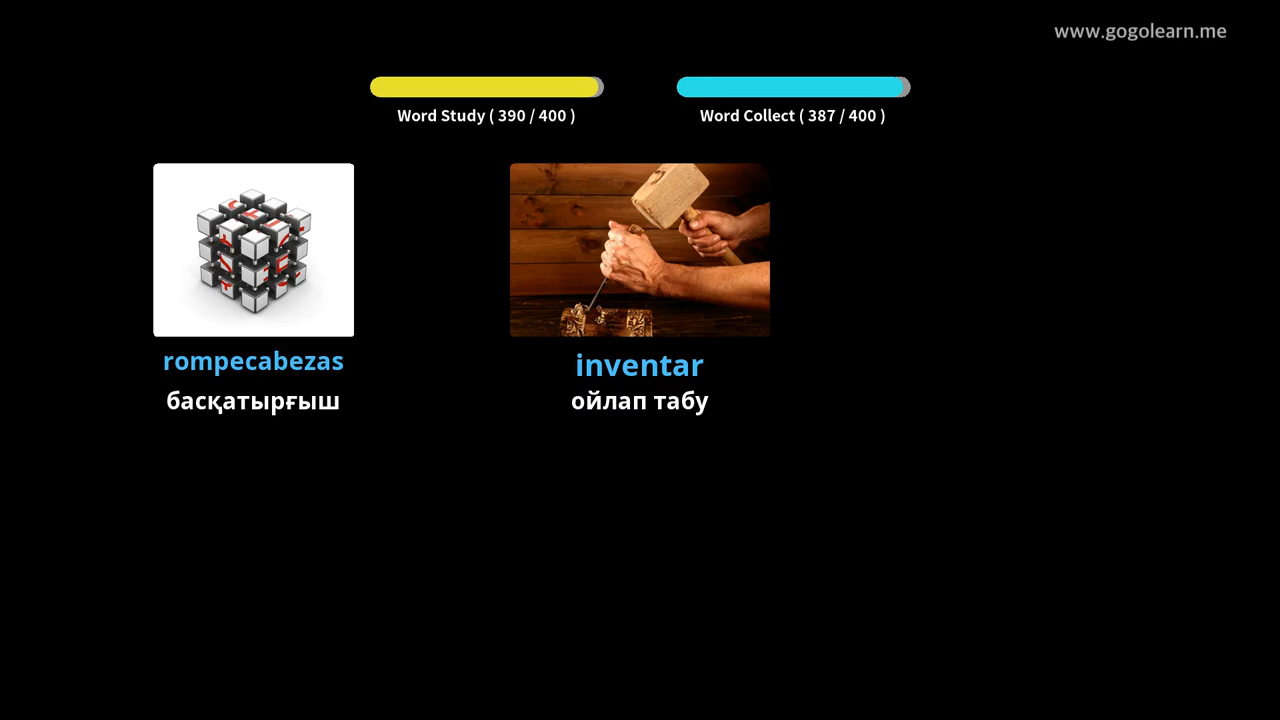 www.gogolearn.me
Word Study ( 390 / 400 )
Word Collect ( 387 / 400 )
rompecabezas
басқатырғыш
inventar
ойлап табу